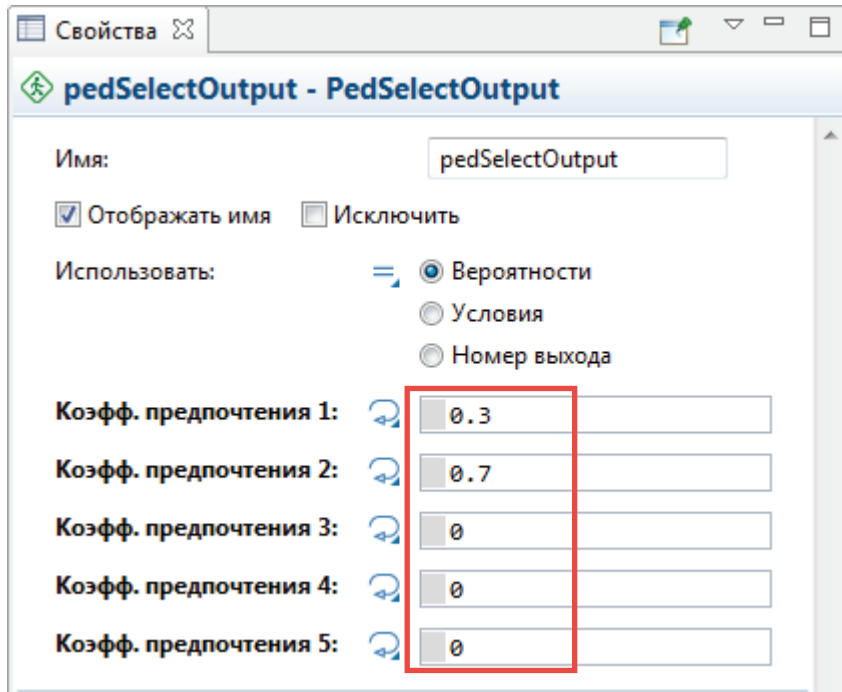 Свойства
pedSelectOutput - PedSelectOutput
Имя: pedSelectOutput
Отображать имя Исключить
Использовать: Вероятности
Условия
Номер выхода
Коэфф. предпочтения 1: 0.3
Коэфф. предпочтения 2: 0.7
Коэфф. предпочтения 3: 0
Коэфф. предпочтения 4: 0
Коэфф. предпочтения 5: 0